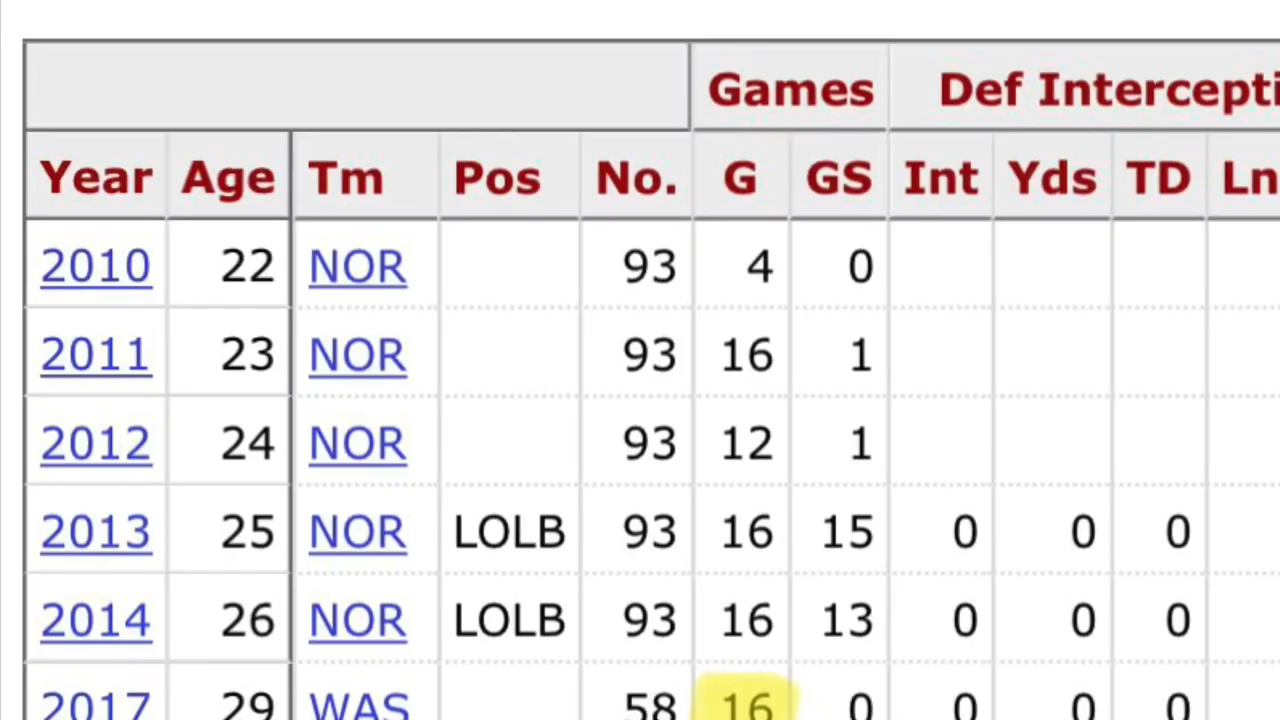 Games Def Intercepti
Year Age Tm Pos No. G GS Int Yds TD Ln
2010 22 NOR 93 4 0
2011 23 NOR 93 16 1
2012 24 NOR 93 12 1
2013 25 NOR LOLB 93 16 15 0 0 0
2014 26 NOR LOLB 93 16 13 0 0 0
2017 29 WAS 58 16 0 0 0 0